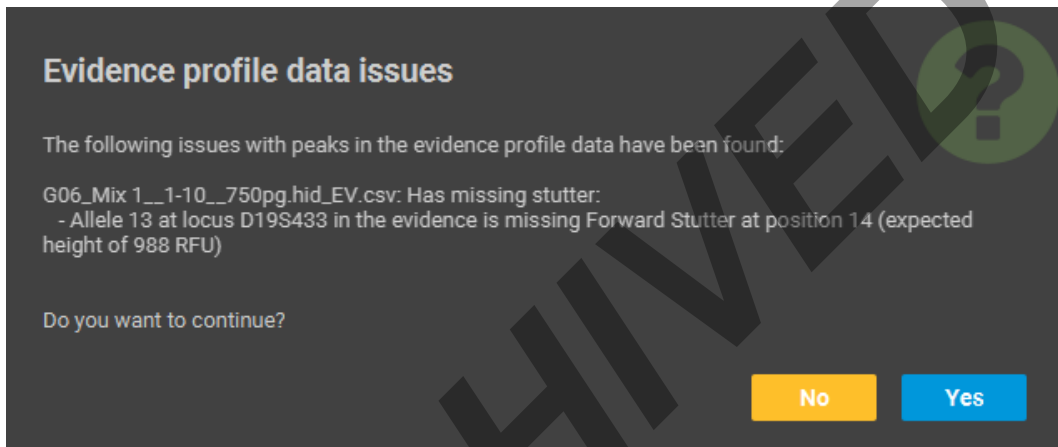 Evidence profile data issues
The following issues with peaks in the evidence profile data have been found:
G06_Mix 1__1-10__750pg.hid_EV.csv: Has missing stutter:
- Allele 13 at locus D19S433 in the evidence is missing Forward Stutter at position 14 (expected
height of 988 RFU)
Do you want to continue?
No
Yes
HIVED